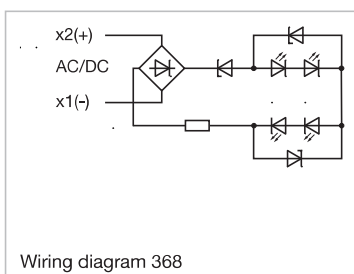 x2(+)
AC/DC
x1(-)
Wiring diagram 368